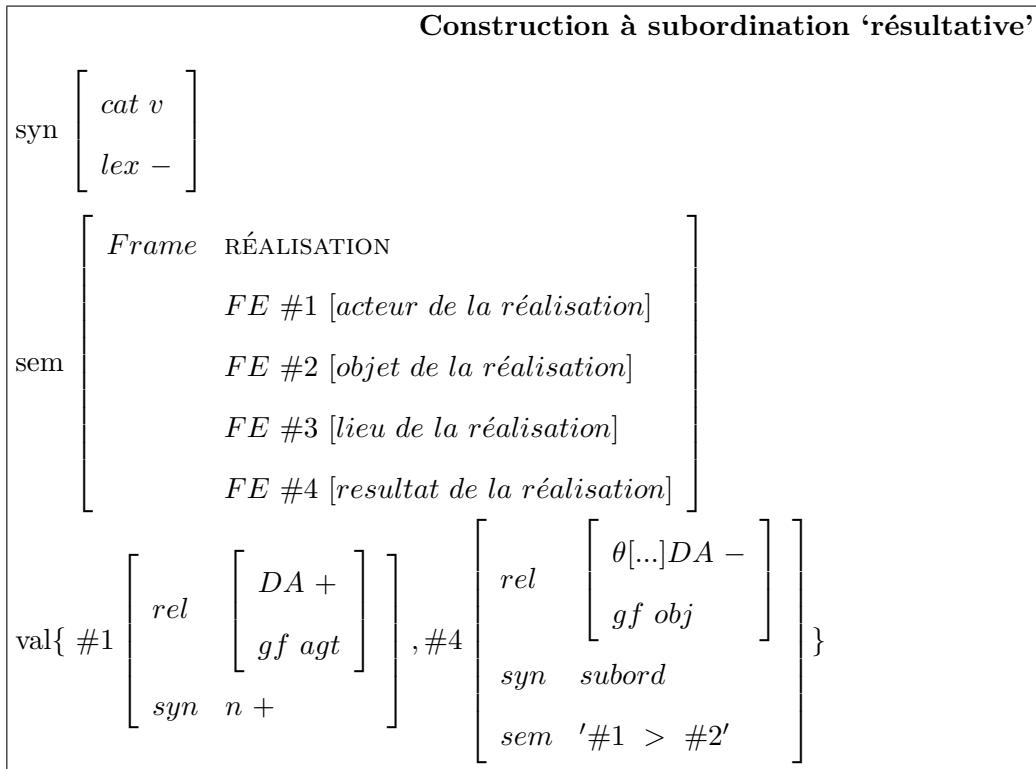 Construction à subordination ‘résultative’
cat v
syn
lex −
Frame RÉALISATION
FE #1 [acteur de la réalisation]
FE #2 [objet de la réalisation]
sem
FE #3 [lieu de la réalisation]
FE #4 [resultat de la réalisation]
θ[...]DA −
DA +
rel
rel
gf obj
gf agt
val{ #1 , #4 }
syn subord
syn n +
sem ′#1 > #2′